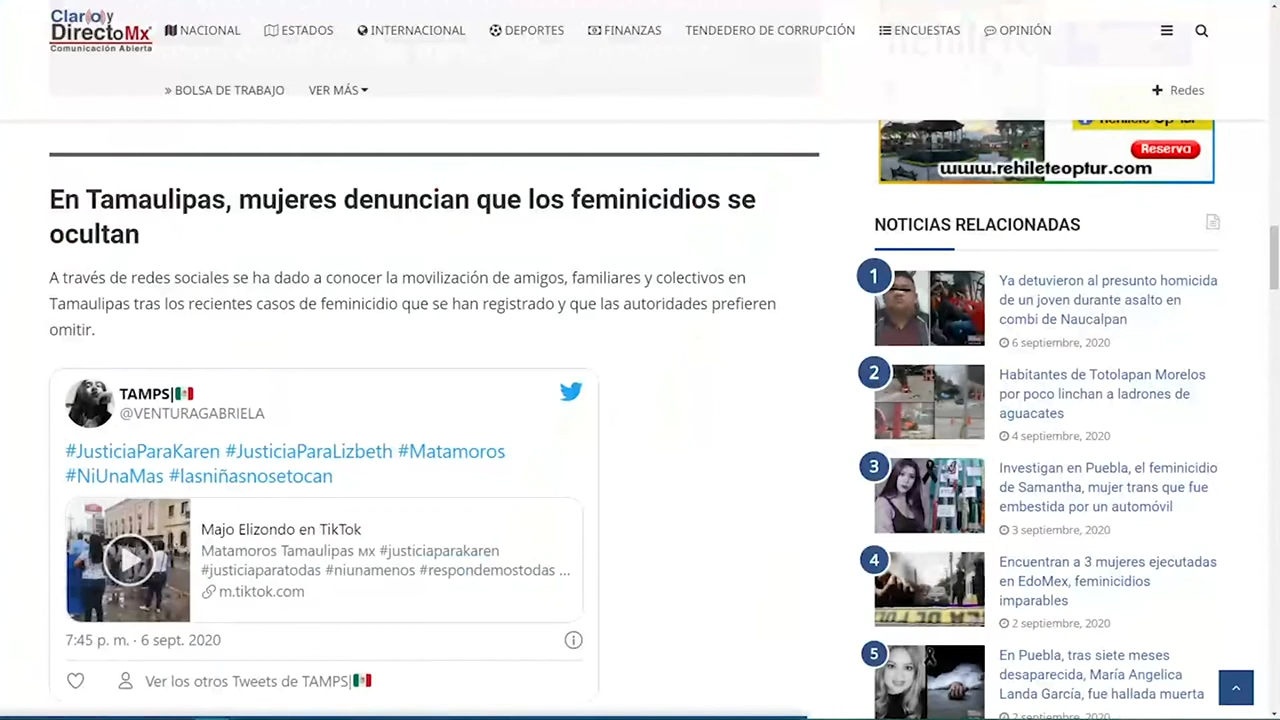 Claro y
DirectoMx
Comunicación Abierta
NACIONAL
ESTADOS
INTERNACIONAL
DEPORTES
FINANZAS
TENDEDERO DE CORRUPCIÓN
ENCUESTAS
OPINIÓN
» BOLSA DE TRABAJO
VER MÁS
+ Redes
Reserva
www.rehileteoptur.com
En Tamaulipas, mujeres denuncian que los feminicidios se
ocultan
A través de redes sociales se ha dado a conocer la movilización de amigos, familiares y colectivos en
Tamaulipas tras los recientes casos de feminicidio que se han registrado y que las autoridades prefieren
omitir.
TAMPS|🇲🇽
@VENTURAGABRIELA
#JusticiaParaKaren #JusticiaParaLizbeth #Matamoros
#NiUnaMas #lasniñasnosetocan
Majo Elizondo en TikTok
Matamoros Tamaulipas MX #justiciaparakaren
#justiciaparatodas #niunamenos #respondemostodas ...
m.tiktok.com
7:45 p. m. · 6 sept. 2020
Ver los otros Tweets de TAMPS|🇲🇽
NOTICIAS RELACIONADAS
1
Ya detuvieron al presunto homicida
de un joven durante asalto en
combi de Naucalpan
6 septiembre, 2020
2
Habitantes de Totolapan Morelos
por poco linchan a ladrones de
aguacates
4 septiembre, 2020
3
Investigan en Puebla, el feminicidio
de Samantha, mujer trans que fue
embestida por un automóvil
3 septiembre, 2020
4
Encuentran a 3 mujeres ejecutadas
en EdoMex, feminicidios
imparables
2 septiembre, 2020
5
En Puebla, tras siete meses
desaparecida, María Angelica
Landa García, fue hallada muerta
2 septiembre, 2020